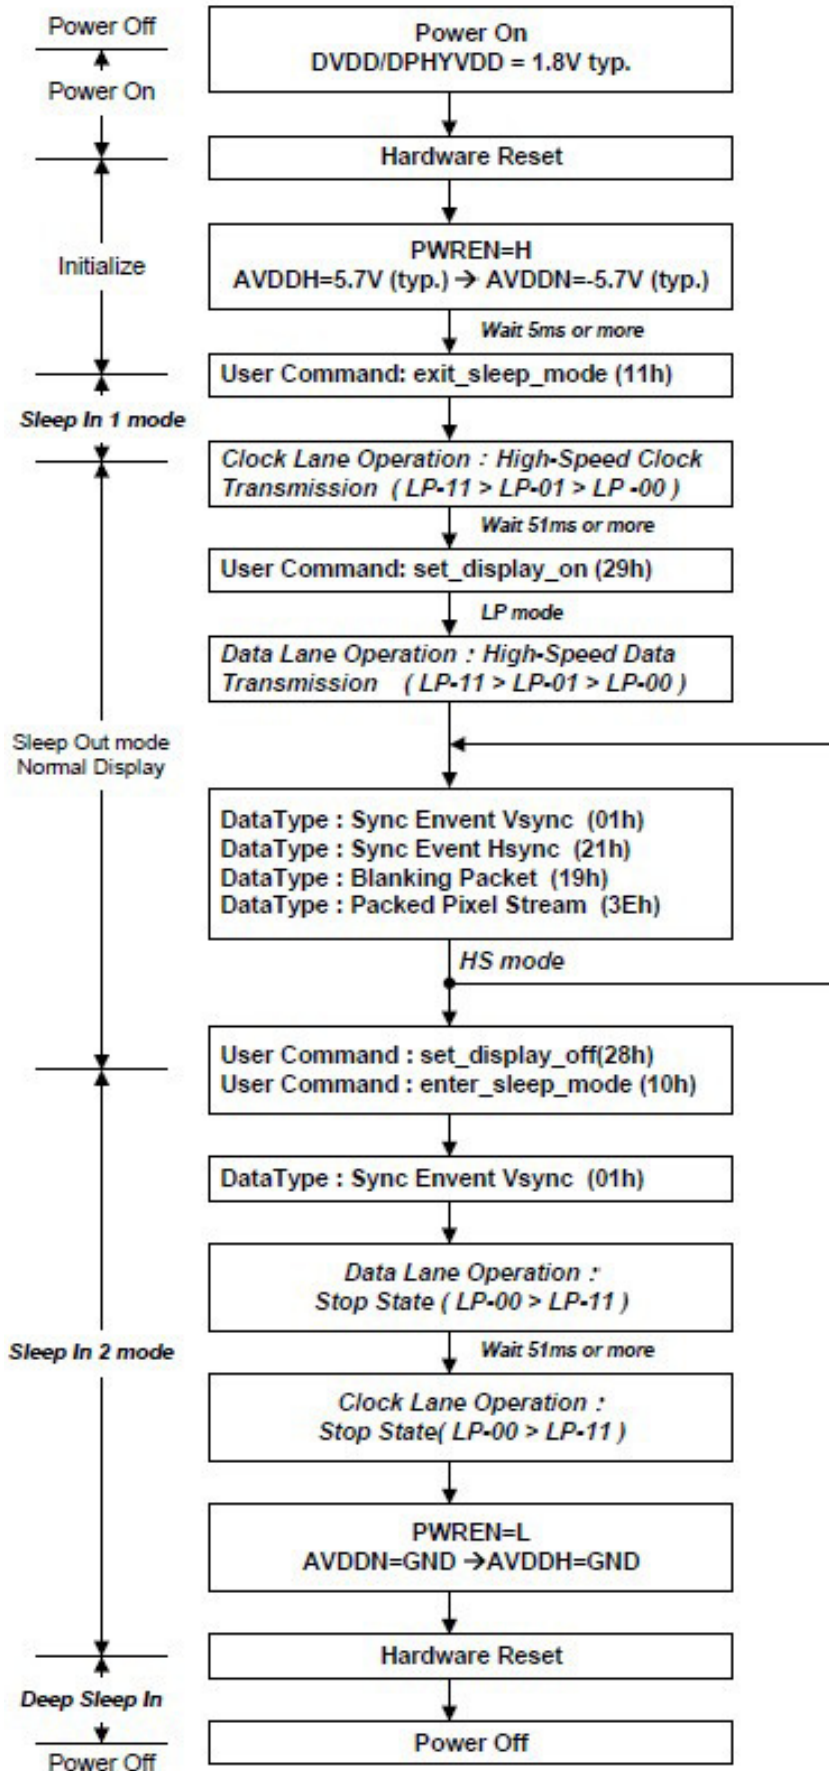 Power Off
Power On
Power On
DVDD/DPHYVDD = 1.8V typ.
Hardware Reset
Initialize
PWREN=H
AVDDH=5.7V (typ.) → AVDDN=-5.7V (typ.)
Wait 5ms or more
User Command: exit_sleep_mode (11h)
Sleep In 1 mode
Clock Lane Operation : High-Speed Clock
Transmission ( LP-11 > LP-01 > LP -00 )
Wait 51ms or more
User Command: set_display_on (29h)
LP mode
Data Lane Operation : High-Speed Data
Transmission ( LP-11 > LP-01 > LP-00 )
Sleep Out mode
Normal Display
DataType : Sync Envent Vsync (01h)
DataType : Sync Event Hsync (21h)
DataType : Blanking Packet (19h)
DataType : Packed Pixel Stream (3Eh)
HS mode
User Command : set_display_off(28h)
User Command : enter_sleep_mode (10h)
DataType : Sync Envent Vsync (01h)
Data Lane Operation :
Stop State ( LP-00 > LP-11 )
Wait 51ms or more
Sleep In 2 mode
Clock Lane Operation :
Stop State( LP-00 > LP-11 )
PWREN=L
AVDDN=GND →AVDDH=GND
Hardware Reset
Deep Sleep In
Power Off
Power Off